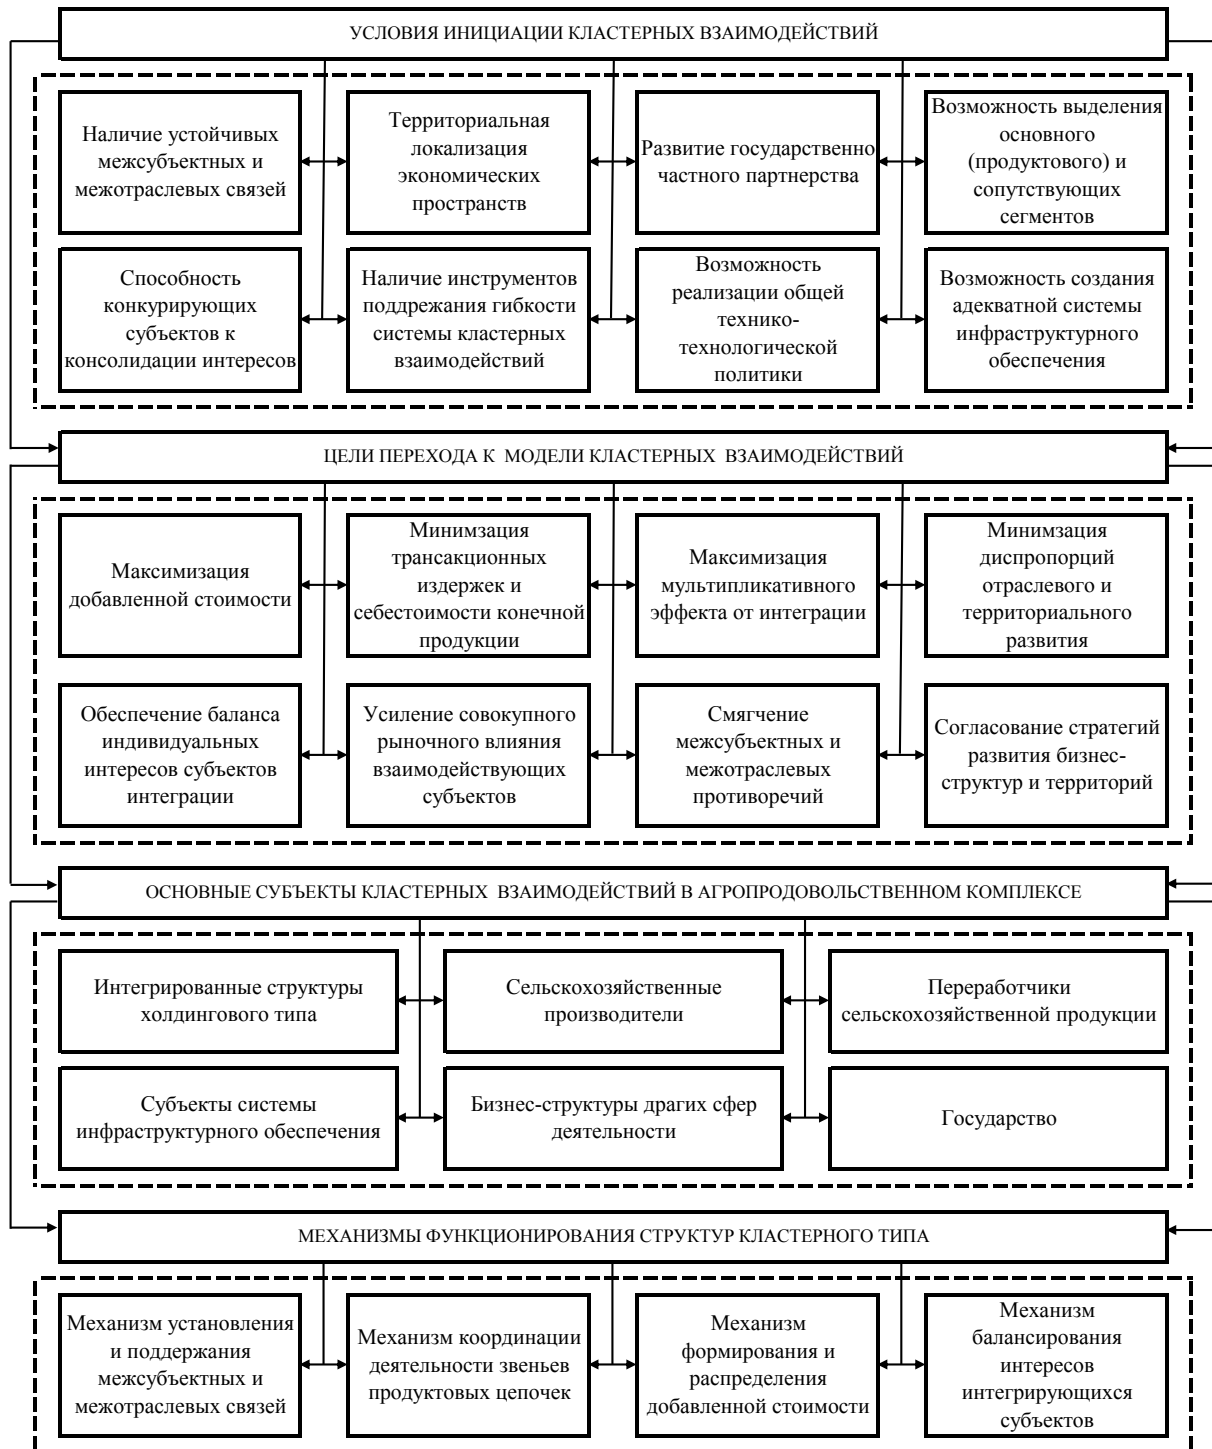 УСЛОВИЯ ИНИЦИАЦИИ КЛАСТЕРНЫХ ВЗАИМОДЕЙСТВИЙ
Наличие устойчивых
межсубъектных и
межотраслевых связей
Территориальная
локализация
экономических
пространств
Развитие государственно
частного партнерства
Возможность выделения
основного
(продуктового) и
сопутствующих
сегментов
Способность
конкурирующих
субъектов к
консолидации интересов
Наличие инструментов
поддрежания гибкости
системы кластерных
взаимодействий
Возможность
реализации общей
технико-
технологической
политики
Возможность создания
адекватной системы
инфраструктурного
обеспечения
ЦЕЛИ ПЕРЕХОДА К МОДЕЛИ КЛАСТЕРНЫХ ВЗАИМОДЕЙСТВИЙ
Максимизация
добавленной стоимости
Минимзация
трансакционных
издержек и
себестоимости конечной
продукции
Максимизация
мультипликативного
эффекта от интеграции
Минимзация
диспропорций
отраслевого и
территориального
развития
Обеспечение баланса
индивидуальных
интересов субъектов
интеграции
Усиление совокупного
рыночного влияния
взаимодействующих
субъектов
Смягчение
межсубъектных и
межотраслевых
противоречий
Согласование стратегий
развития бизнес-
структур и территорий
ОСНОВНЫЕ СУБЪЕКТЫ КЛАСТЕРНЫХ ВЗАИМОДЕЙСТВИЙ В АГРОПРОДОВОЛЬСТВЕННОМ КОМПЛЕКСЕ
Интегрированные структуры
холдингового типа
Сельскохозяйственные
производители
Переработчики
сельскохозяйственной продукции
Субъекты системы
инфраструктурного обеспечения
Бизнес-структуры драгих сфер
деятельности
Государство
МЕХАНИЗМЫ ФУНКЦИОНИРОВАНИЯ СТРУКТУР КЛАСТЕРНОГО ТИПА
Механизм установления
и поддержания
межсубъектных и
межотраслевых связей
Механизм координации
деятельности звеньев
продуктовых цепочек
Механизм
формирования и
распределения
добавленной стоимости
Механизм
балансирования
интересов
интегрирующихся
субъектов